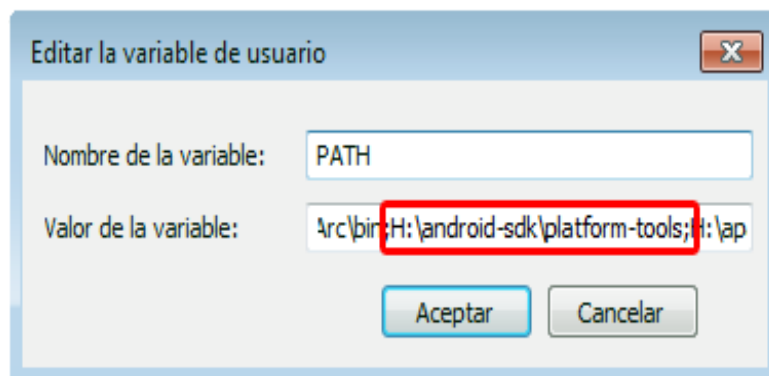 Editar la variable de usuario
Nombre de la variable: PATH
Valor de la variable: Arc\bin;H:\android-sdk\platform-tools;H:\ap
Aceptar Cancelar